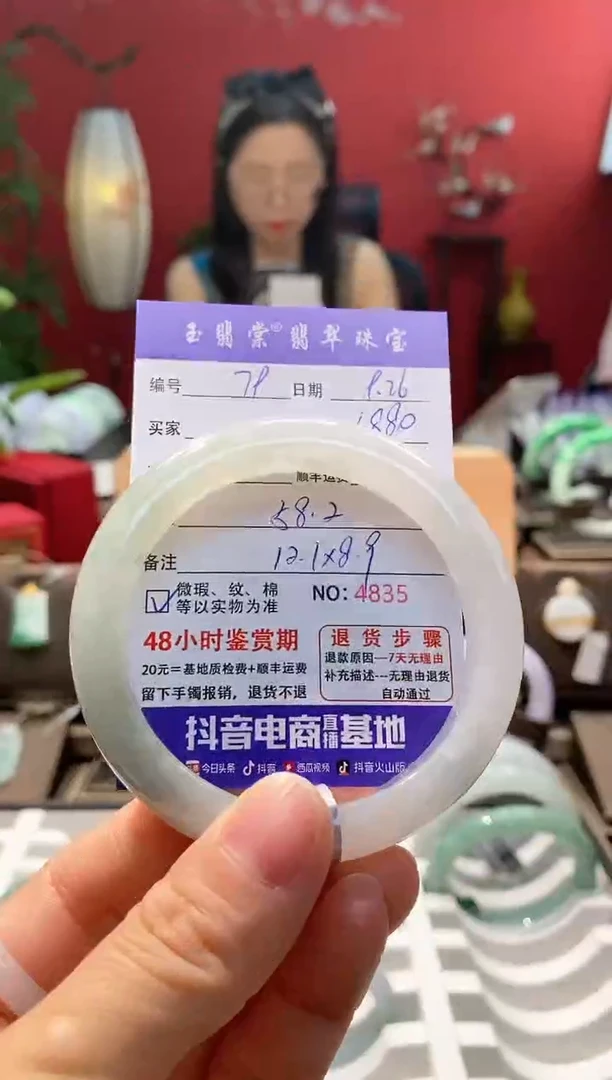 玉翡棠®翡翠珠宝
编号 78 日期 8.26
买家 1880
顺丰运费
58.2
备注 12.1x8.9
微瑕、纹、棉 NO: 4835
等以实物为准
48小时鉴赏期 退货步骤
20元=基地质检费+顺丰运费 退款原因---7天无理由
留下手镯报销，退货不退 补充描述---无理由退货
自动通过
抖音电商直播基地
今日头条 抖音 西瓜视频 抖音火山版